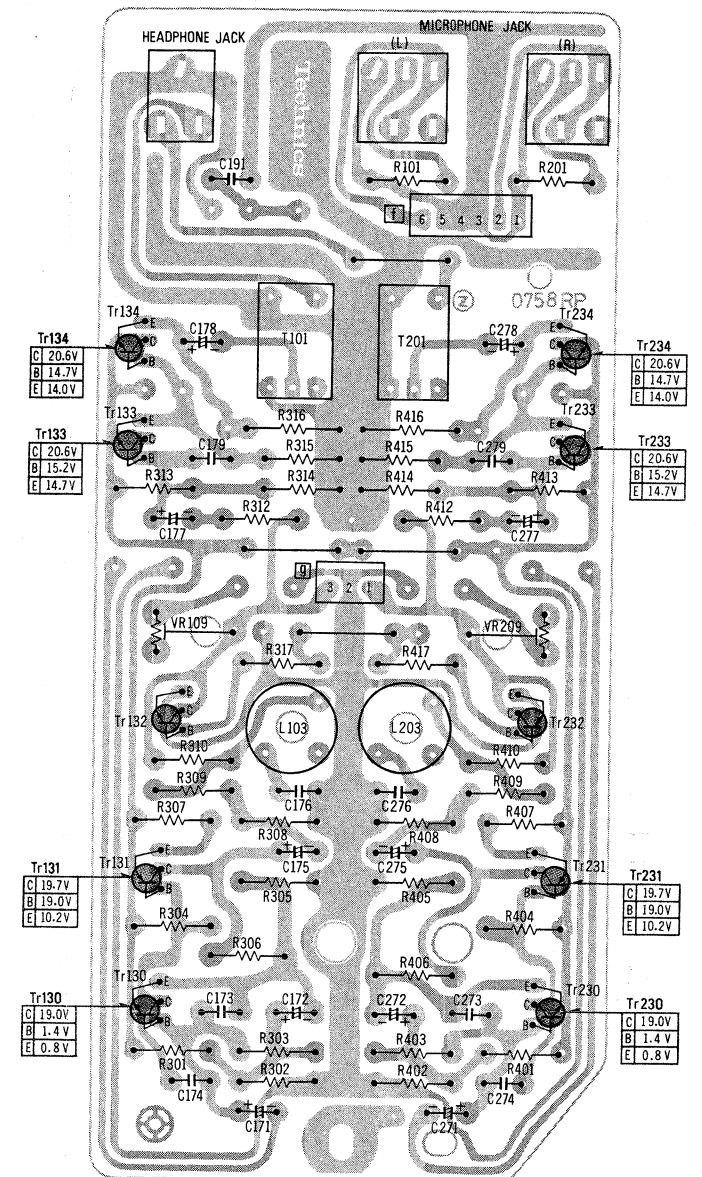 MICROPHONE JACK
HEADPHONE JACK
(L)
(R)
Technics
C191
R101
R201
f
6 5 4 3 2 1
Z
0758 RP
Tr134
Tr234
E
C
B
C178
T101
T201
C278
E
C
B
Tr134
C 20.6V
B 14.7V
E 14.0V
Tr234
C 20.6V
B 14.7V
E 14.0V
Tr133
R316
R416
Tr233
E
C
B
C179
R315
R415
C279
E
C
B
Tr133
C 20.6V
B 15.2V
E 14.7V
Tr233
C 20.6V
B 15.2V
E 14.7V
R313
R314
R414
R413
R312
R412
C177
C277
g
3 2 1
VR109
VR209
R317
R417
E
C
B
Tr132
L103
L203
E
C
B
Tr232
R310
R410
R309
R409
C176
C276
R307
R407
R308
R408
Tr131
C175
C275
Tr231
E
C
B
E
C
B
Tr131
C 19.7V
B 19.0V
E 10.2V
Tr231
C 19.7V
B 19.0V
E 10.2V
R305
R405
R304
R404
R306
R406
Tr130
Tr230
E
C
B
C173
C172
C272
C273
E
C
B
Tr130
C 19.0V
B 1.4V
E 0.8V
Tr230
C 19.0V
B 1.4V
E 0.8V
R301
R303
R403
R401
R302
R402
C174
C274
C171
C271